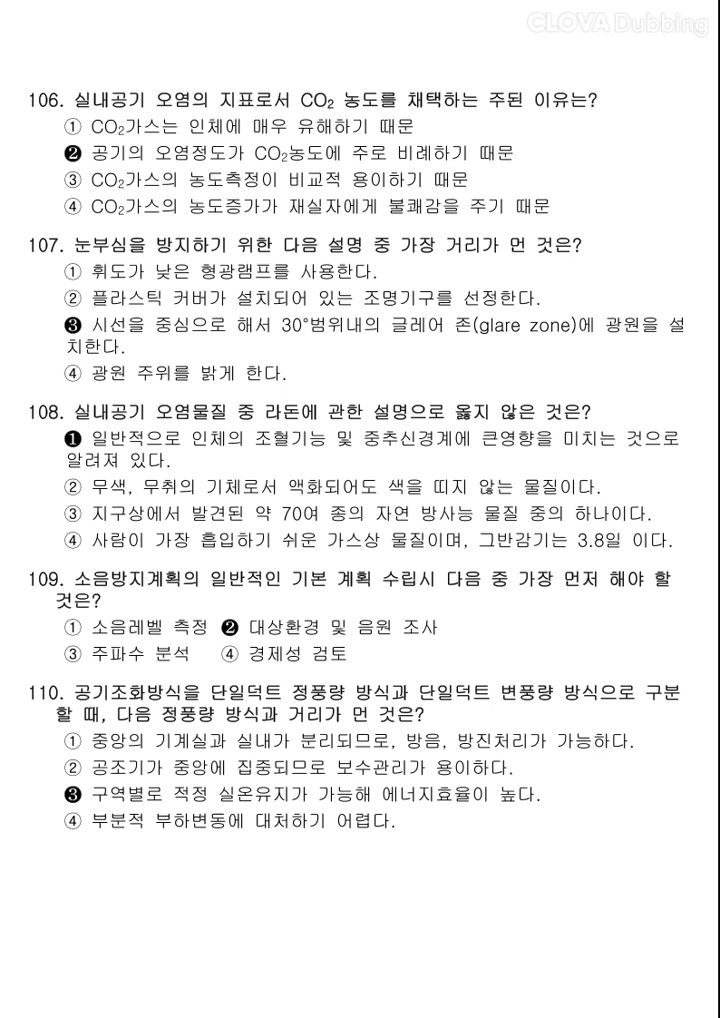 CLOVA Dubbing
106. 실내공기 오염의 지표로서 CO₂ 농도를 채택하는 주된 이유는?
① CO₂가스는 인체에 매우 유해하기 때문
❷ 공기의 오염정도가 CO₂농도에 주로 비례하기 때문
③ CO₂가스의 농도측정이 비교적 용이하기 때문
④ CO₂가스의 농도증가가 재실자에게 불쾌감을 주기 때문
107. 눈부심을 방지하기 위한 다음 설명 중 가장 거리가 먼 것은?
① 휘도가 낮은 형광램프를 사용한다.
② 플라스틱 커버가 설치되어 있는 조명기구를 선정한다.
❸ 시선을 중심으로 해서 30°범위내의 글레어 존(glare zone)에 광원을 설
치한다.
④ 광원 주위를 밝게 한다.
108. 실내공기 오염물질 중 라돈에 관한 설명으로 옳지 않은 것은?
❶ 일반적으로 인체의 조혈기능 및 중추신경계에 큰영향을 미치는 것으로
알려져 있다.
② 무색, 무취의 기체로서 액화되어도 색을 띠지 않는 물질이다.
③ 지구상에서 발견된 약 70여 종의 자연 방사능 물질 중의 하나이다.
④ 사람이 가장 흡입하기 쉬운 가스상 물질이며, 그반감기는 3.8일 이다.
109. 소음방지계획의 일반적인 기본 계획 수립시 다음 중 가장 먼저 해야 할
것은?
① 소음레벨 측정 ❷ 대상환경 및 음원 조사
③ 주파수 분석 ④ 경제성 검토
110. 공기조화방식을 단일덕트 정풍량 방식과 단일덕트 변풍량 방식으로 구분
할 때, 다음 정풍량 방식과 거리가 먼 것은?
① 중앙의 기계실과 실내가 분리되므로, 방음, 방진처리가 가능하다.
② 공조기가 중앙에 집중되므로 보수관리가 용이하다.
❸ 구역별로 적정 실온유지가 가능해 에너지효율이 높다.
④ 부분적 부하변동에 대처하기 어렵다.